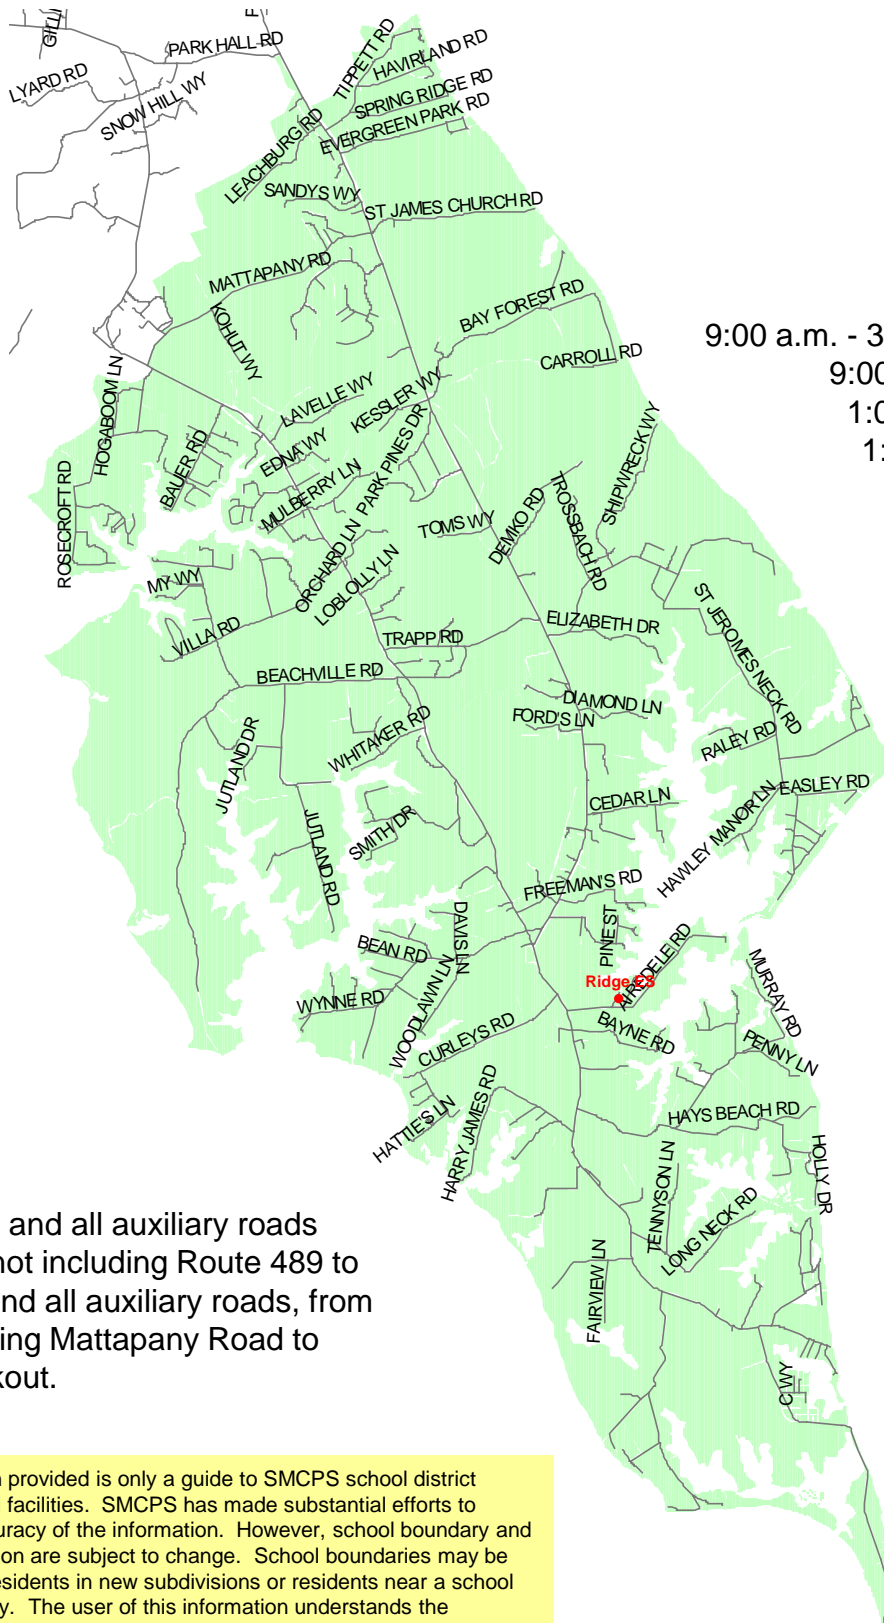 GILLI
PARK HALL RD
LYARD RD
SNOW HILL WY
TIPPETT RD
HAVIRLAND RD
SPRING RIDGE RD
EVERGREEN PARK RD
LEACHBURG RD
SANDYS WY
ST JAMES CHURCH RD
MATTAPANY RD
KOHUT WY
BAY FOREST RD
CARROLL RD
9:00 a.m. - 3
9:00
1:0
1:
HOGABOOM LN
LAVELLE WY
KESSLER WY
EDNA WY
BAUER RD
MULBERRY LN
PARK PINES DR
SHIPWRECK WY
ROSECROFT RD
TOMS WY
DEMKO RD
TROSSBACH RD
ORCHARD LN
LOBLOLLY LN
MY WY
VILLA RD
TRAPP RD
ELIZABETH DR
ST JEROMES NECK RD
BEACHVILLE RD
DIAMOND LN
FORD'S LN
WHITAKER RD
JUTLAND DR
RALEY RD
EASLEY RD
CEDAR LN
HAWLEY MANOR LN
JUTLAND RD
SMITH DR
FREEMAN'S RD
DAVIS LN
PINE ST
BEAN RD
WOODLAWN LN
AIREDELE RD
Ridge ES
MURRAY RD
WYNNE RD
CURLEYS RD
BAYNE RD
PENNY LN
HATTIE'S LN
HARRY JAMES RD
HAYS BEACH RD
HOLLY DR
TENNYSON LN
LONG NECK RD
FAIRVIEW LN
C WY
and all auxiliary roads
not including Route 489 to
nd all auxiliary roads, from
ing Mattapany Road to
kout.
n provided is only a guide to SMCPS school district
facilities. SMCPS has made substantial efforts to
uracy of the information. However, school boundary and
ion are subject to change. School boundaries may be
esidents in new subdivisions or residents near a school
y. The user of this information understands the